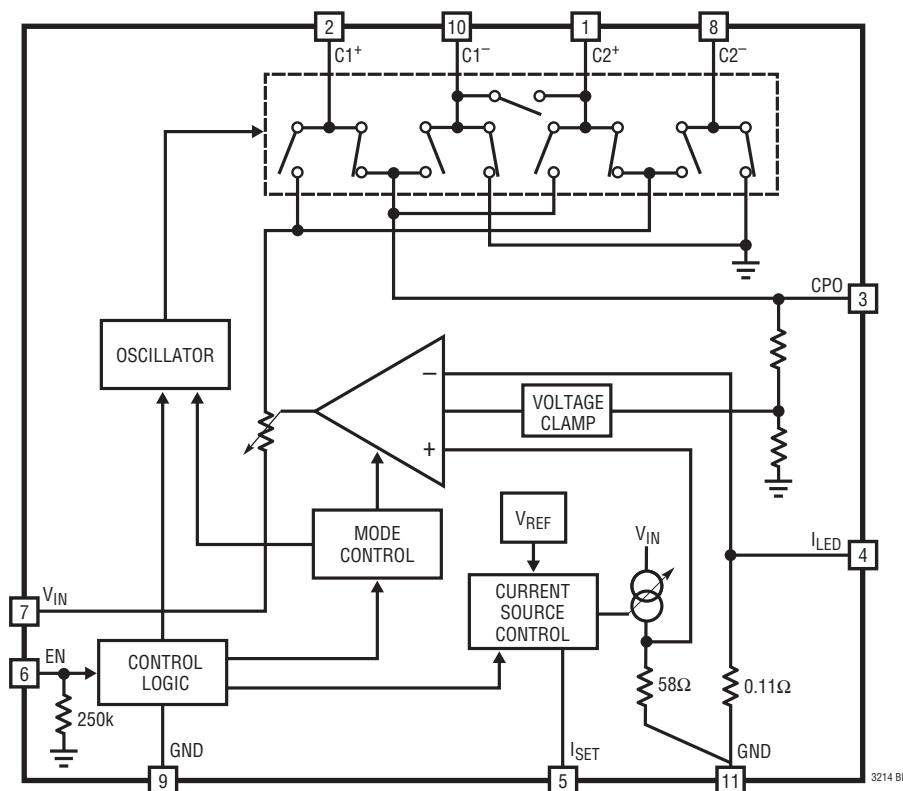 2 10 1 8
C1+ C1– C2+ C2–
CPO
3
OSCILLATOR
–
VOLTAGE
CLAMP
+
VREF
VIN
MODE
CONTROL
ILED
4
CURRENT
SOURCE
CONTROL
7
VIN
6
EN
CONTROL
LOGIC
250k
58Ω
0.11Ω
GND
ISET
GND
9 5 11